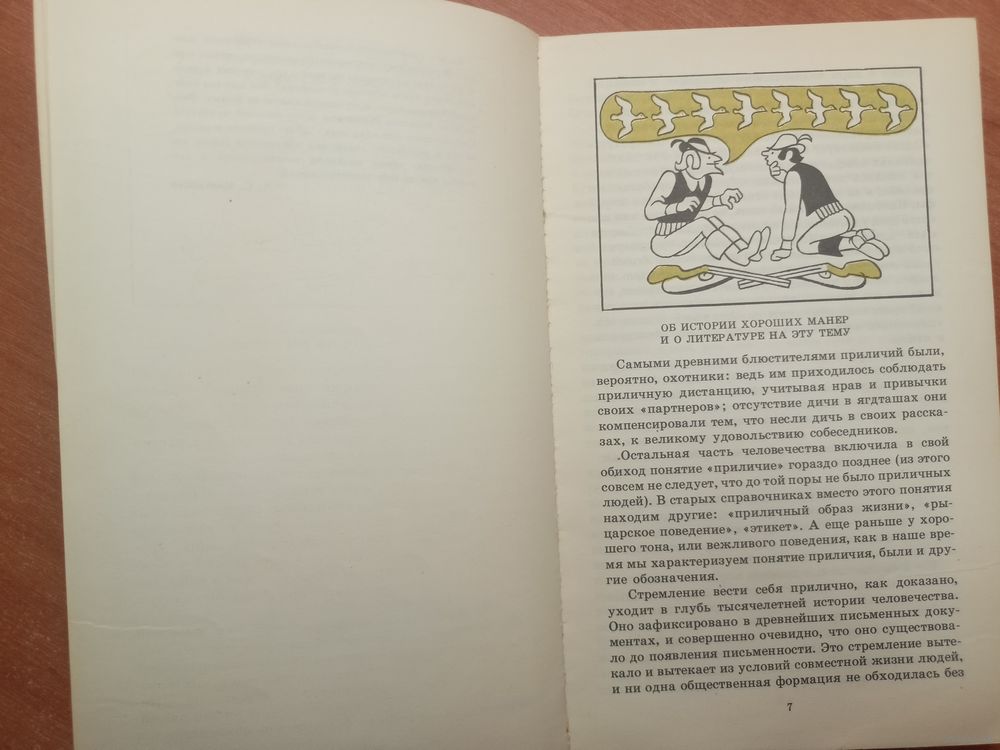 ОБ ИСТОРИИ ХОРОШИХ МАНЕР
И О ЛИТЕРАТУРЕ НА ЭТУ ТЕМУ
Самыми древними блюстителями приличий были,
вероятно, охотники: ведь им приходилось соблюдать
приличную дистанцию, учитывая нрав и привычки
своих «партнеров»; отсутствие дичи в ягдташах они
компенсировали тем, что несли дичь в своих расска-
зах, к великому удовольствию собеседников.
Остальная часть человечества включила в свой
обиход понятие «приличие» гораздо позднее (из этого
совсем не следует, что до той поры не было приличных
людей). В старых справочниках вместо этого понятия
находим другие: «приличный образ жизни», «ры-
царское поведение», «этикет». А еще раньше у хоро-
шего тона, или вежливого поведения, как в наше вре-
мя мы характеризуем понятие приличия, были и дру-
гие обозначения.
Стремление вести себя прилично, как доказано,
уходит в глубь тысячелетней истории человечества.
Оно зафиксировано в древнейших письменных доку-
ментах, и совершенно очевидно, что оно существова-
ло до появления письменности. Это стремление выте-
кало и вытекает из условий совместной жизни людей,
и ни одна общественная формация не обходилась без
7